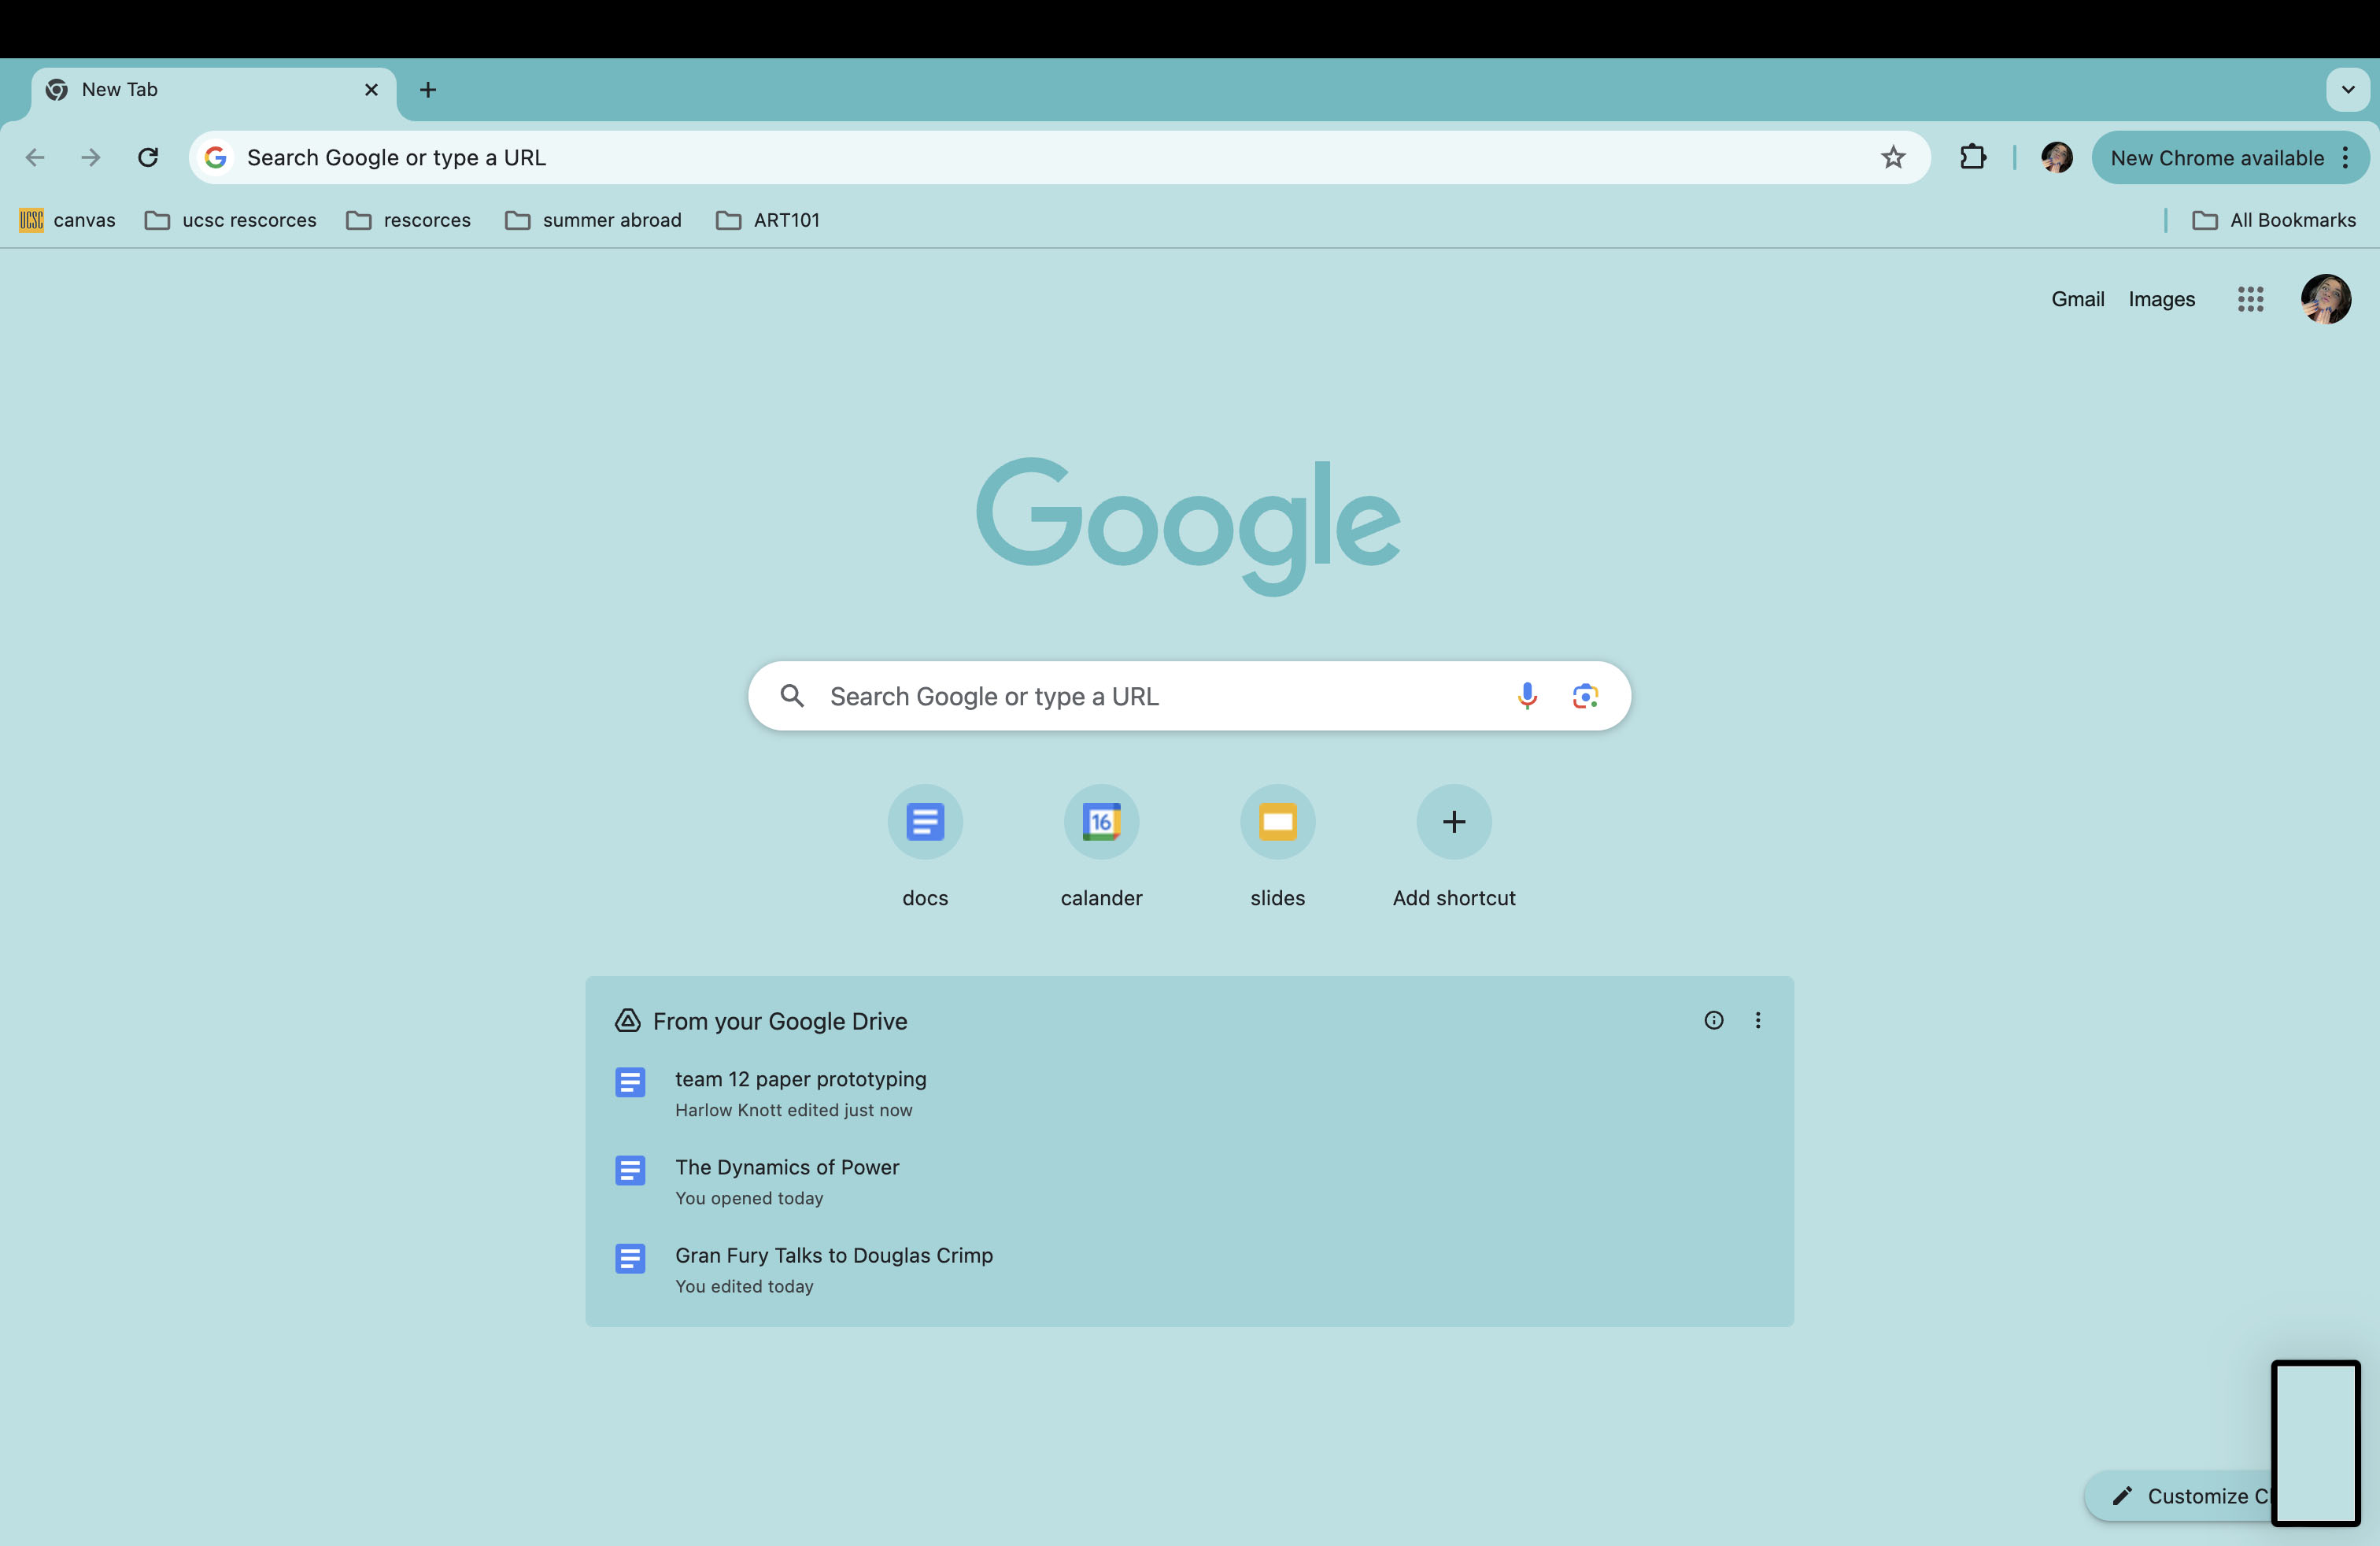 New Tab
Search Google or type a URL
New Chrome available
UCSC canvas ucsc rescorces rescorces summer abroad ART101 All Bookmarks
Gmail Images
Google
Search Google or type a URL
16
docs calander slides Add shortcut
From your Google Drive
team 12 paper prototyping
Harlow Knott edited just now
The Dynamics of Power
You opened today
Gran Fury Talks to Douglas Crimp
You edited today
Customize